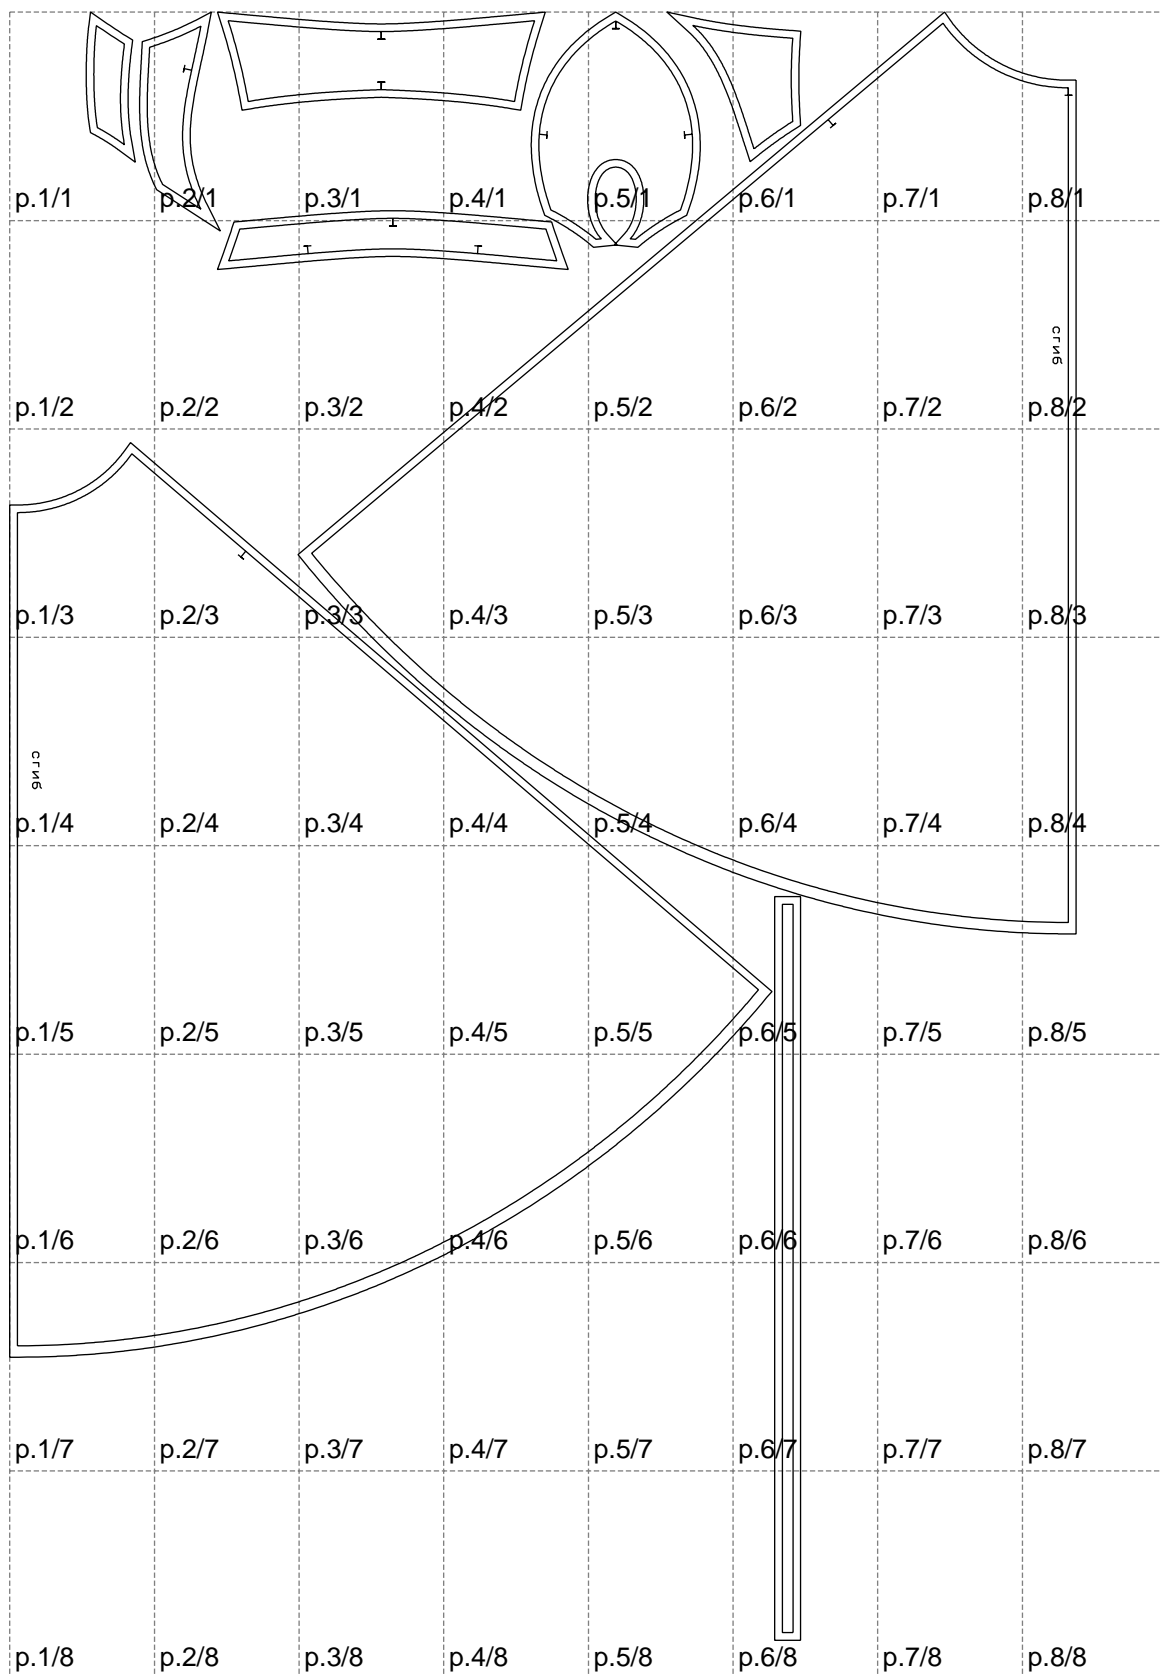 p.1/1 p.2/1 p.3/1 p.4/1 p.5/1 p.6/1 p.7/1 p.8/1
сгиб
p.1/2 p.2/2 p.3/2 p.4/2 p.5/2 p.6/2 p.7/2 p.8/2
p.1/3 p.2/3 p.3/3 p.4/3 p.5/3 p.6/3 p.7/3 p.8/3
сгиб
p.1/4 p.2/4 p.3/4 p.4/4 p.5/4 p.6/4 p.7/4 p.8/4
p.1/5 p.2/5 p.3/5 p.4/5 p.5/5 p.6/5 p.7/5 p.8/5
p.1/6 p.2/6 p.3/6 p.4/6 p.5/6 p.6/6 p.7/6 p.8/6
p.1/7 p.2/7 p.3/7 p.4/7 p.5/7 p.6/7 p.7/7 p.8/7
p.1/8 p.2/8 p.3/8 p.4/8 p.5/8 p.6/8 p.7/8 p.8/8